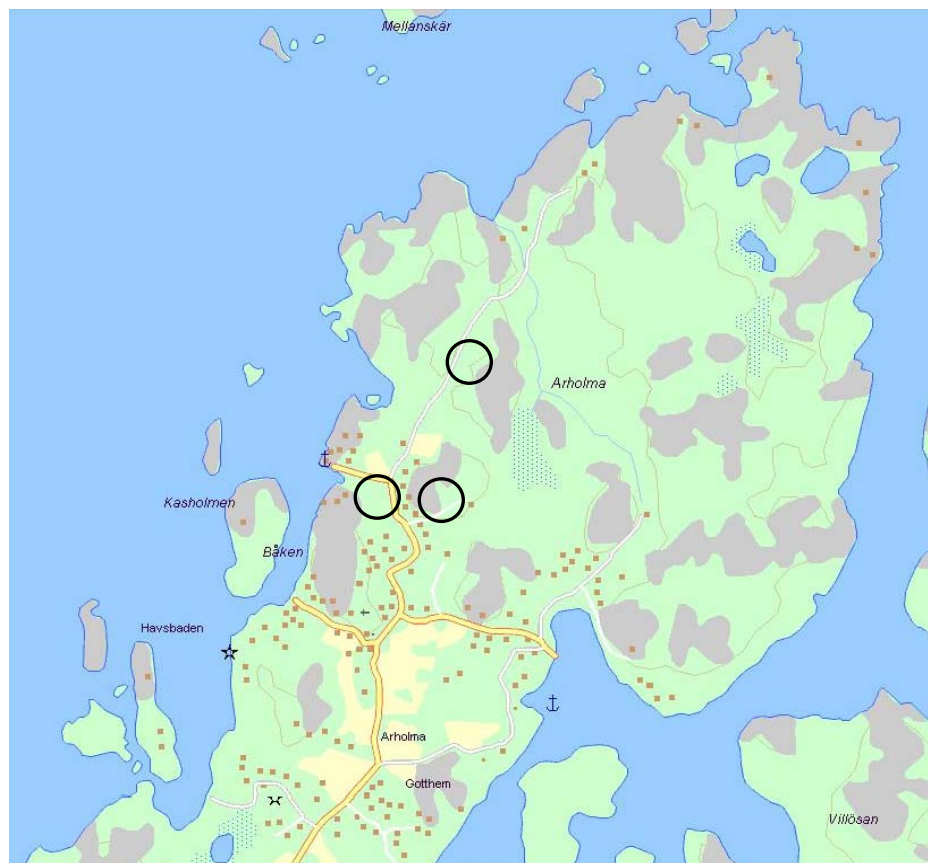 Mellanskär
Arholma
Kasholmen
Båken
Havsbaden
Arholma
Gotthem
Villösan